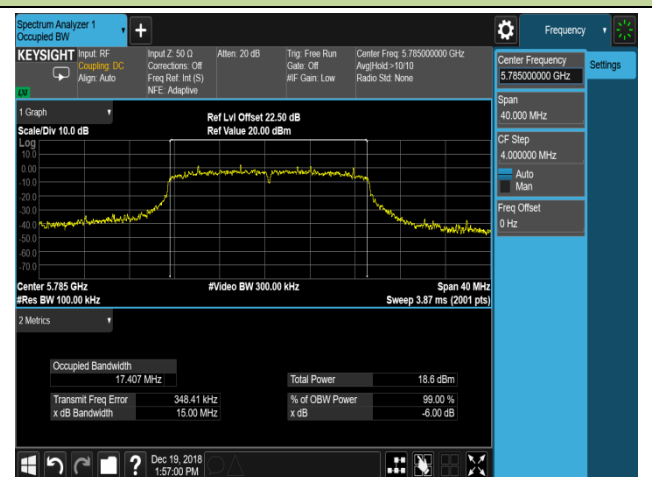 Spectrum Analyzer 1
Occupied BW
Frequency
KEYSIGHT
Input: RF
Coupling: DC
Align: Auto
Input Z: 50 Ω
Corrections: Off
Freq Ref: Int (S)
NFE: Adaptive
Atten: 20 dB
Trig: Free Run
Gate: Off
#IF Gain: Low
Center Freq: 5.785000000 GHz
Avg|Hold:>10/10
Radio Std: None
Center Frequency
5.785000000 GHz
Settings
Span
40.000 MHz
CF Step
4.000000 MHz
Auto
Man
Freq Offset
0 Hz
1 Graph
Scale/Div 10.0 dB
Ref Lvl Offset 22.50 dB
Ref Value 20.00 dBm
Log
10.0
0.00
-10.0
-20.0
-30.0
-40.0
-50.0
-60.0
-70.0
Center 5.785 GHz
#Video BW 300.00 kHz
Span 40 MHz
#Res BW 100.00 kHz
Sweep 3.87 ms (2001 pts)
2 Metrics
Occupied Bandwidth
17.407 MHz
Total Power 18.6 dBm
Transmit Freq Error 348.41 kHz
% of OBW Power 99.00 %
x dB Bandwidth 15.00 MHz
x dB -6.00 dB
Dec 19, 2018
1:57:00 PM